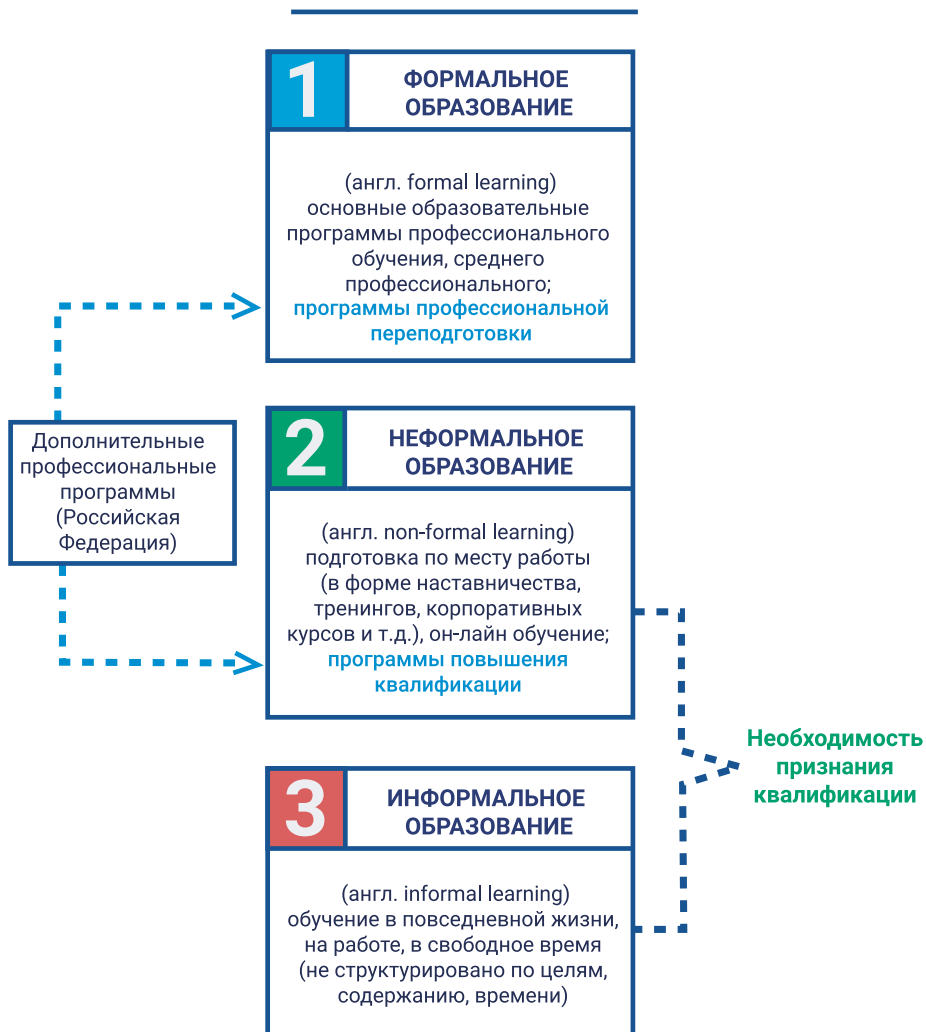 1
ФОРМАЛЬНОЕ
ОБРАЗОВАНИЕ
(англ. formal learning)
основные образовательные
программы профессионального
обучения, среднего
профессионального;
программы профессиональной
переподготовки
Дополнительные
профессиональные
программы
(Российская
Федерация)
2
НЕФОРМАЛЬНОЕ
ОБРАЗОВАНИЕ
(англ. non-formal learning)
подготовка по месту работы
(в форме наставничества,
тренингов, корпоративных
курсов и т.д.), он-лайн обучение;
программы повышения
квалификации
Необходимость
признания
квалификации
3
ИНФОРМАЛЬНОЕ
ОБРАЗОВАНИЕ
(англ. informal learning)
обучение в повседневной жизни,
на работе, в свободное время
(не структурировано по целям,
содержанию, времени)